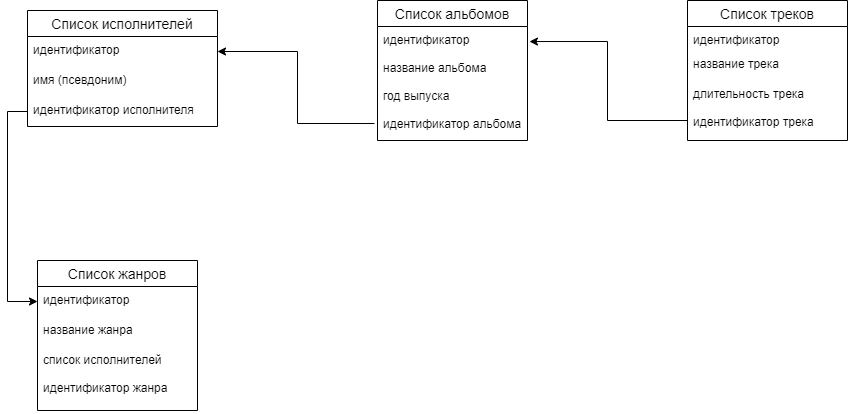 Список исполнителей
идентификатор
имя (псевдоним)
идентификатор исполнителя
Список альбомов
идентификатор
название альбома
год выпуска
идентификатор альбома
Список треков
идентификатор
название трека
длительность трека
идентификатор трека
Список жанров
идентификатор
название жанра
список исполнителей
идентификатор жанра